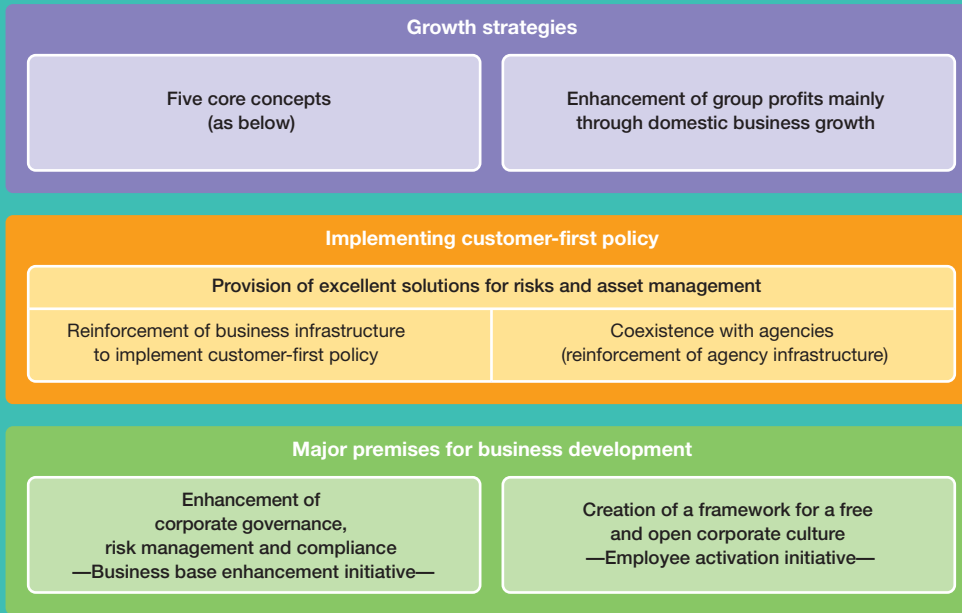 Growth strategies
Five core concepts
(as below)
Enhancement of group profits mainly
through domestic business growth
Implementing customer-first policy
Provision of excellent solutions for risks and asset management
Reinforcement of business infrastructure
to implement customer-first policy
Coexistence with agencies
(reinforcement of agency infrastructure)
Major premises for business development
Enhancement of
corporate governance,
risk management and compliance
—Business base enhancement initiative—
Creation of a framework for a free
and open corporate culture
—Employee activation initiative—